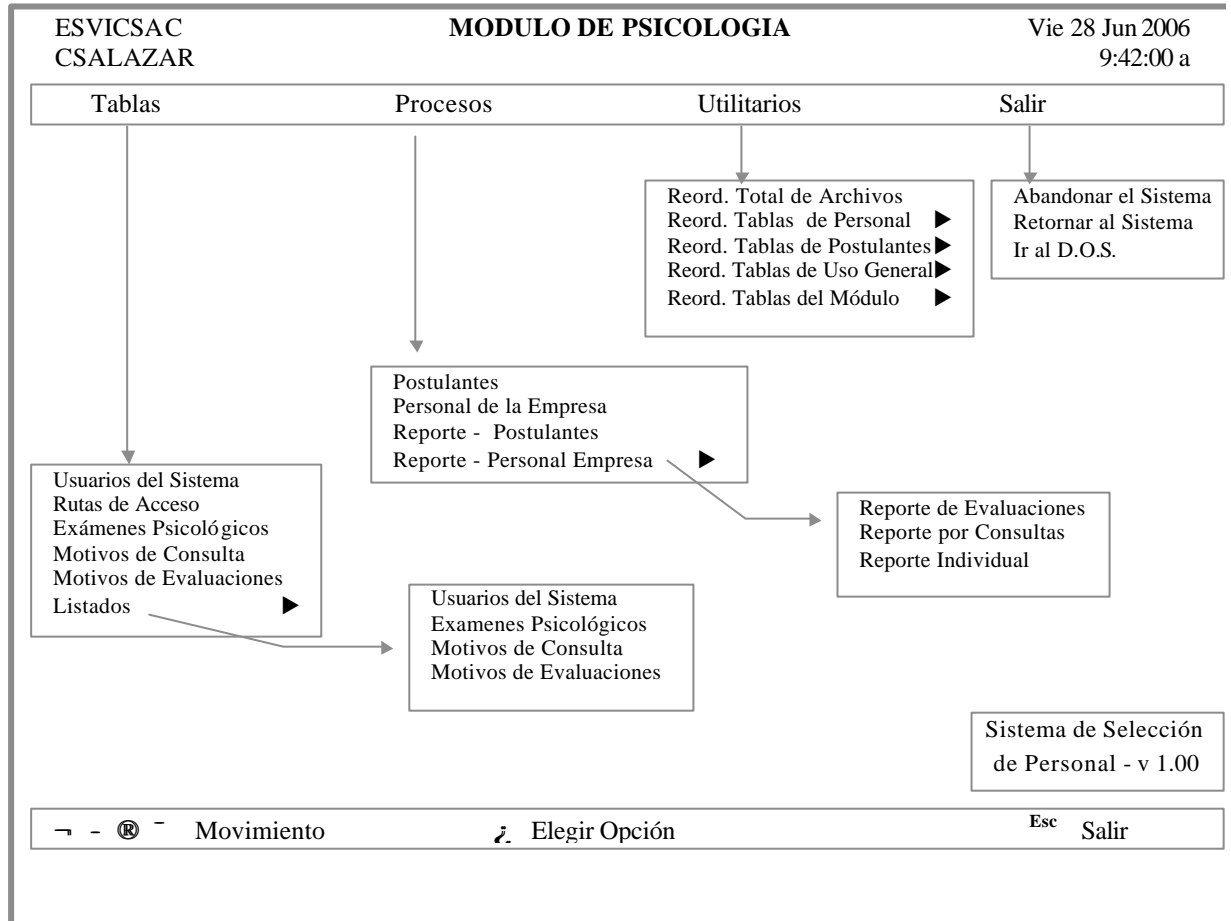 ESVICSAC MODULO DE PSICOLOGIA Vie 28 Jun 2006
CSALAZAR 9:42:00 a
Tablas Procesos Utilitarios Salir
Reord. Total de Archivos
Reord. Tablas de Personal ▶
Reord. Tablas de Postulantes ▶
Reord. Tablas de Uso General ▶
Reord. Tablas del Módulo ▶
Abandonar el Sistema
Retornar al Sistema
Ir al D.O.S.
Postulantes
Personal de la Empresa
Reporte - Postulantes
Reporte - Personal Empresa ▶
Usuarios del Sistema
Rutas de Acceso
Exámenes Psicológicos
Motivos de Consulta
Motivos de Evaluaciones
Listados ▶
Reporte de Evaluaciones
Reporte por Consultas
Reporte Individual
Usuarios del Sistema
Examenes Psicológicos
Motivos de Consulta
Motivos de Evaluaciones
Sistema de Selección
de Personal - v 1.00
¬ - ® ¯ Movimiento ¿ Elegir Opción Esc Salir